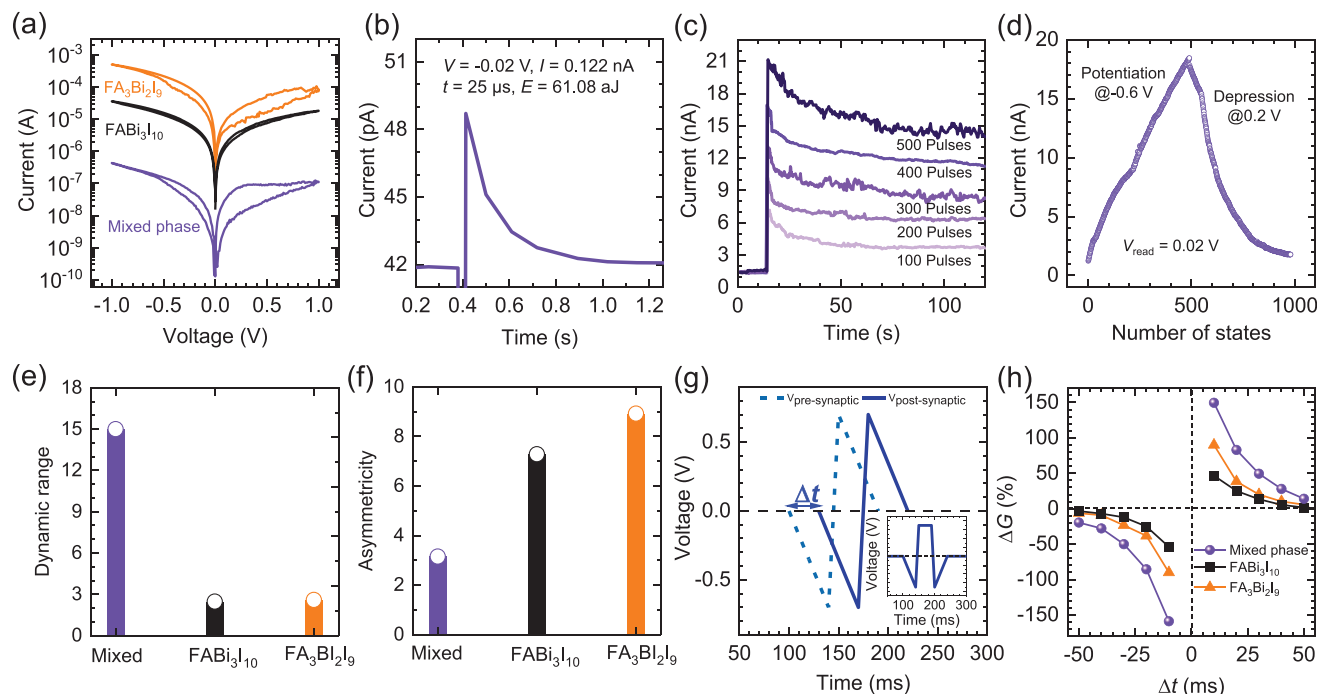 (a)
10⁻³
10⁻⁴
10⁻⁵
10⁻⁶
10⁻⁷
10⁻⁸
10⁻⁹
10⁻¹⁰
Current (A)
FA₃Bi₂I₉
FABi₃I₁₀
Mixed phase
-1.0 -0.5 0.0 0.5 1.0
Voltage (V)
(b)
51
48
45
42
Current (pA)
V = -0.02 V, I = 0.122 nA
t = 25 μs, E = 61.08 aJ
0.2 0.4 0.6 0.8 1.0 1.2
Time (s)
(c)
24
21
18
15
12
9
6
3
0
Current (nA)
500 Pulses
400 Pulses
300 Pulses
200 Pulses
100 Pulses
0 50 100
Time (s)
(d)
20
15
10
5
0
Current (nA)
Potentiation
@-0.6 V
Depression
@0.2 V
Vread = 0.02 V
0 500 1000
Number of states
(e)
18
15
12
9
6
3
0
Dynamic range
Mixed FABi₃I₁₀ FA₃BI₂I₉
(f)
10
8
6
4
2
0
Asymmetricity
Mixed FABi₃I₁₀ FA₃BI₂I₉
(g)
Vpre-synaptic Vpost-synaptic
0.5
0.0
-0.5
Voltage (V)
Δt
Voltage (V)
100 200 300
Time (ms)
50 100 150 200 250 300
Time (ms)
(h)
150
100
50
0
-50
-100
-150
ΔG (%)
Mixed phase
FABi₃I₁₀
FA₃Bi₂I₉
-50 -25 0 25 50
Δt (ms)